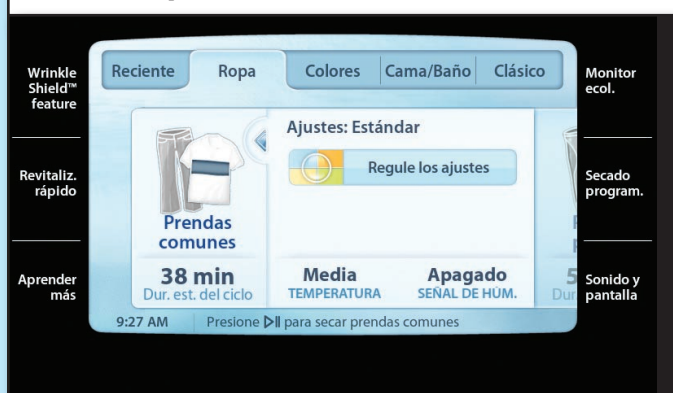 Wrinkle
Shield™
feature
Revitaliz.
rápido
Aprender
más
Reciente
Ropa
Colores
Cama/Baño
Clásico
Prendas
comunes
38 min
Dur. est. del ciclo
Ajustes: Estándar
Regule los ajustes
Media
TEMPERATURA
Apagado
SEÑAL DE HÚM.
5
Dur
9:27 AM
Presione para secar prendas comunes
Monitor
ecol.
Secado
program.
Sonido y
pantalla